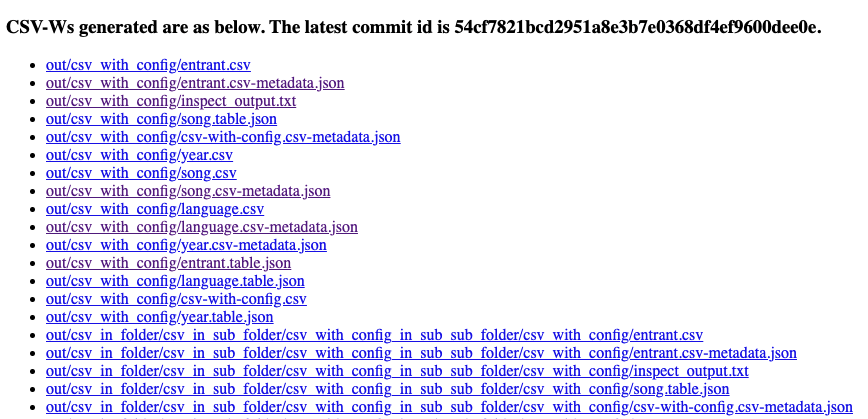 CSV-Ws generated are as below. The latest commit id is 54cf7821bcd2951a8e3b7e0368df4ef9600dee0e.
out/csv_with_config/entrant.csv
out/csv_with_config/entrant.csv-metadata.json
out/csv_with_config/inspect_output.txt
out/csv_with_config/song.table.json
out/csv_with_config/csv-with-config.csv-metadata.json
out/csv_with_config/year.csv
out/csv_with_config/song.csv
out/csv_with_config/song.csv-metadata.json
out/csv_with_config/language.csv
out/csv_with_config/language.csv-metadata.json
out/csv_with_config/year.csv-metadata.json
out/csv_with_config/entrant.table.json
out/csv_with_config/language.table.json
out/csv_with_config/csv-with-config.csv
out/csv_with_config/year.table.json
out/csv_in_folder/csv_in_sub_folder/csv_with_config_in_sub_sub_folder/csv_with_config/entrant.csv
out/csv_in_folder/csv_in_sub_folder/csv_with_config_in_sub_sub_folder/csv_with_config/entrant.csv-metadata.json
out/csv_in_folder/csv_in_sub_folder/csv_with_config_in_sub_sub_folder/csv_with_config/inspect_output.txt
out/csv_in_folder/csv_in_sub_folder/csv_with_config_in_sub_sub_folder/csv_with_config/song.table.json
out/csv_in_folder/csv_in_sub_folder/csv_with_config_in_sub_sub_folder/csv_with_config/csv-with-config.csv-metadata.json